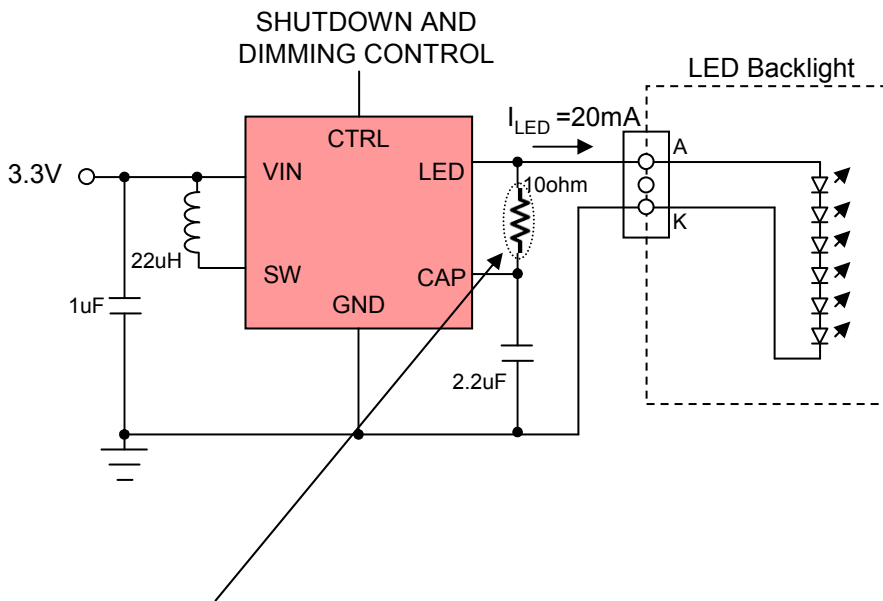 SHUTDOWN AND
DIMMING CONTROL
LED Backlight
I_LED =20mA
CTRL
A
3.3V
VIN
LED
10ohm
K
22uH
SW
CAP
1uF
GND
2.2uF